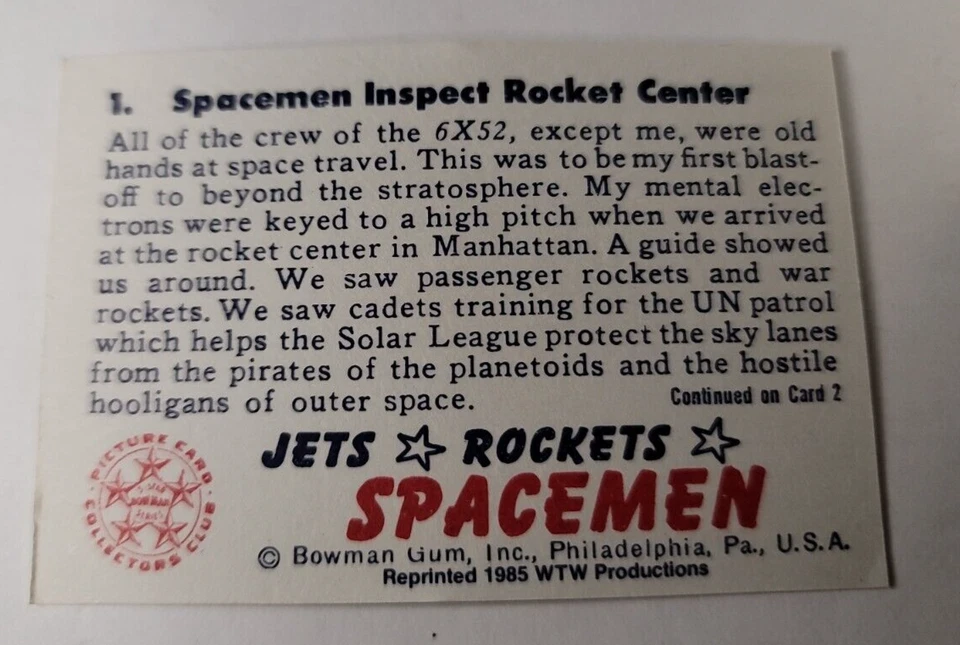 1. Spacemen Inspect Rocket Center
All of the crew of the 6X52, except me, were old
hands at space travel. This was to be my first blast-
off to beyond the stratosphere. My mental elec-
trons were keyed to a high pitch when we arrived
at the rocket center in Manhattan. A guide showed
us around. We saw passenger rockets and war
rockets. We saw cadets training for the UN patrol
which helps the Solar League protect the sky lanes
from the pirates of the planetoids and the hostile
hooligans of outer space.
Continued on Card 2
PICTURE CARD COLLECTORS CLUB
BOWMAN
JETS ROCKETS
SPACEMEN
© Bowman Gum, Inc., Philadelphia, Pa., U.S.A.
Reprinted 1985 WTW Productions